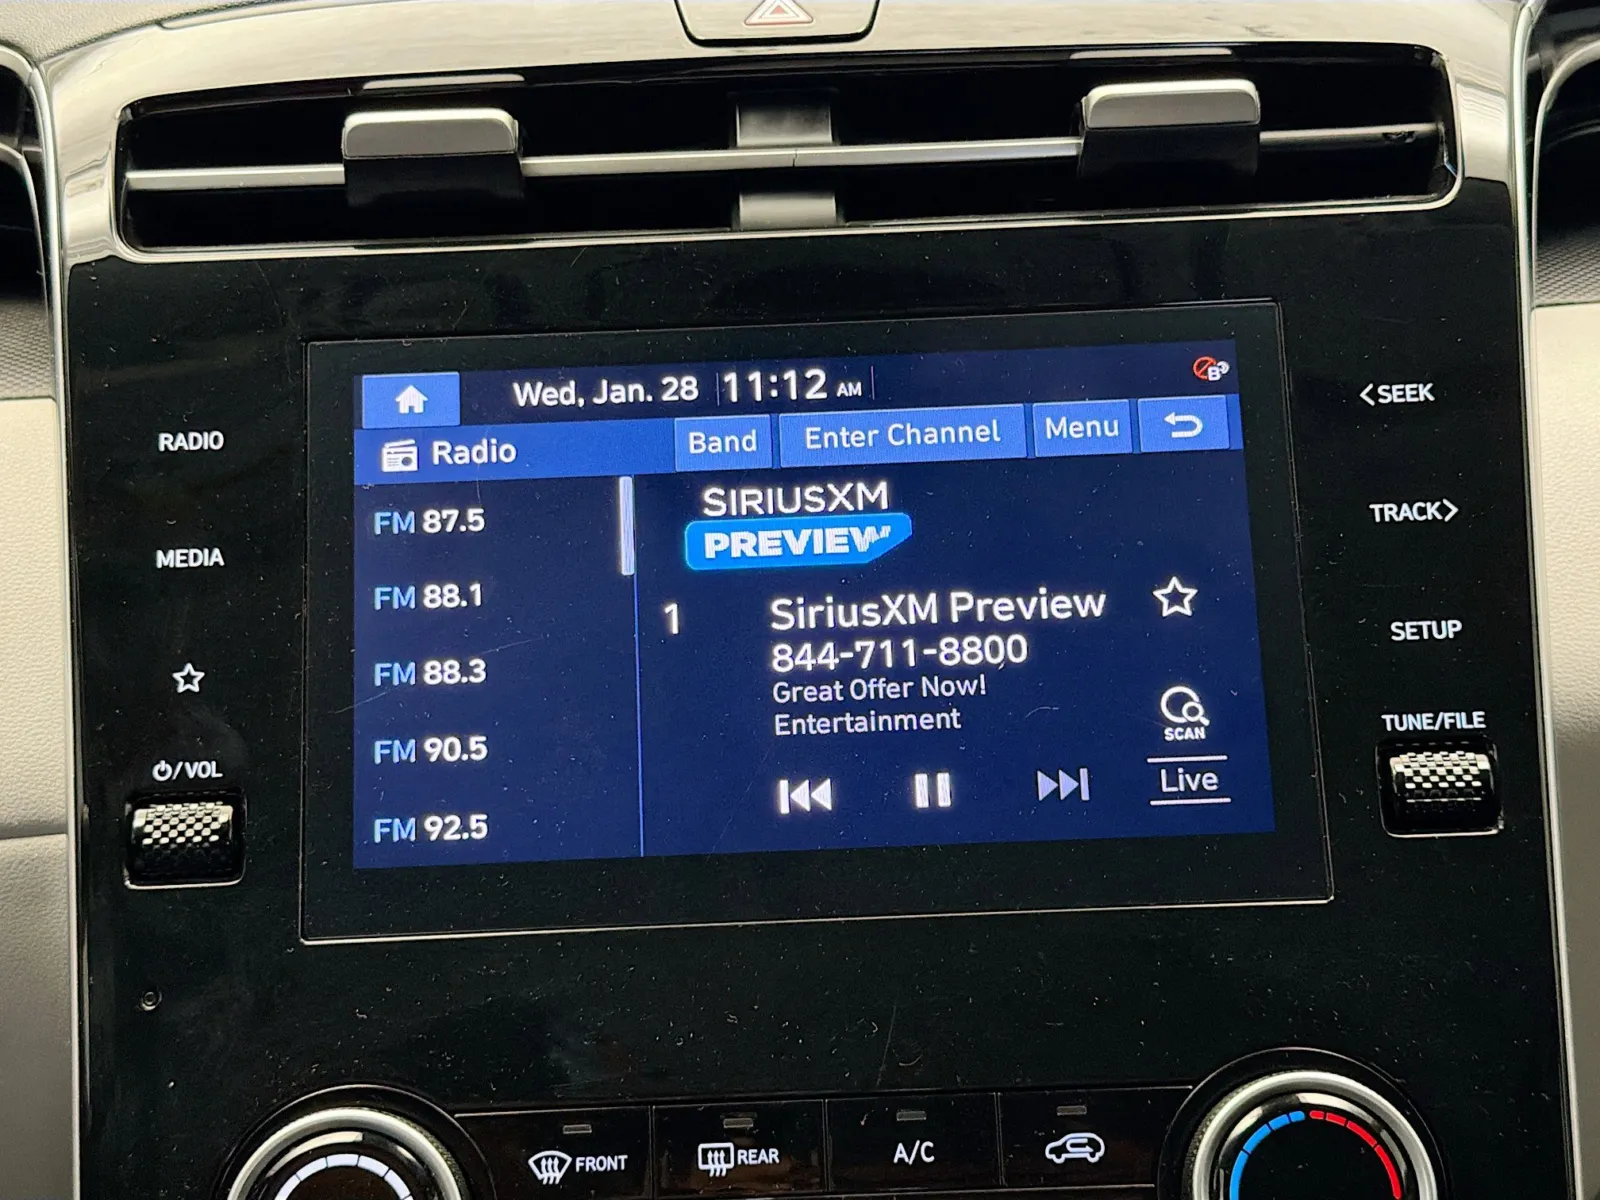 Wed, Jan. 28 11:12 AM
Radio
Band
Enter Channel
Menu
FM 87.5
FM 88.1
FM 88.3
FM 90.5
FM 92.5
SIRIUSXM
PREVIEW
1
SiriusXM Preview
844-711-8800
Great Offer Now!
Entertainment
SCAN
Live
RADIO
MEDIA
/VOL
<SEEK
TRACK>
SETUP
TUNE/FILE
FRONT
REAR
A/C